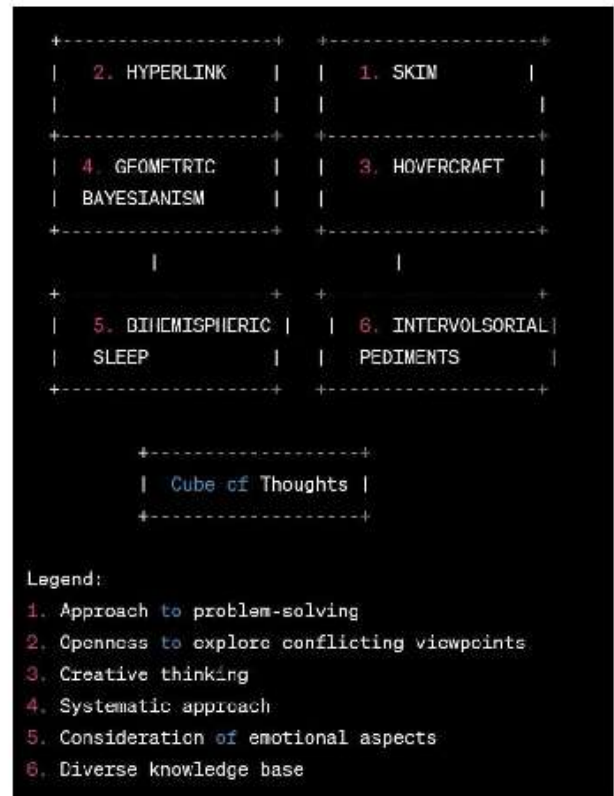 2. HYPERLINK 1. SKIM
4. GEOMETRIC 3. HOVERCRAFT
BAYESIANISM
5. BIHEMISPHERIC 6. INTERVOLSORIAL
SLEEP PEDIMENTS
Cube of Thoughts
Legend:
1. Approach to problem-solving
2. Openness to explore conflicting viewpoints
3. Creative thinking
4. Systematic approach
5. Consideration of emotional aspects
6. Diverse knowledge base